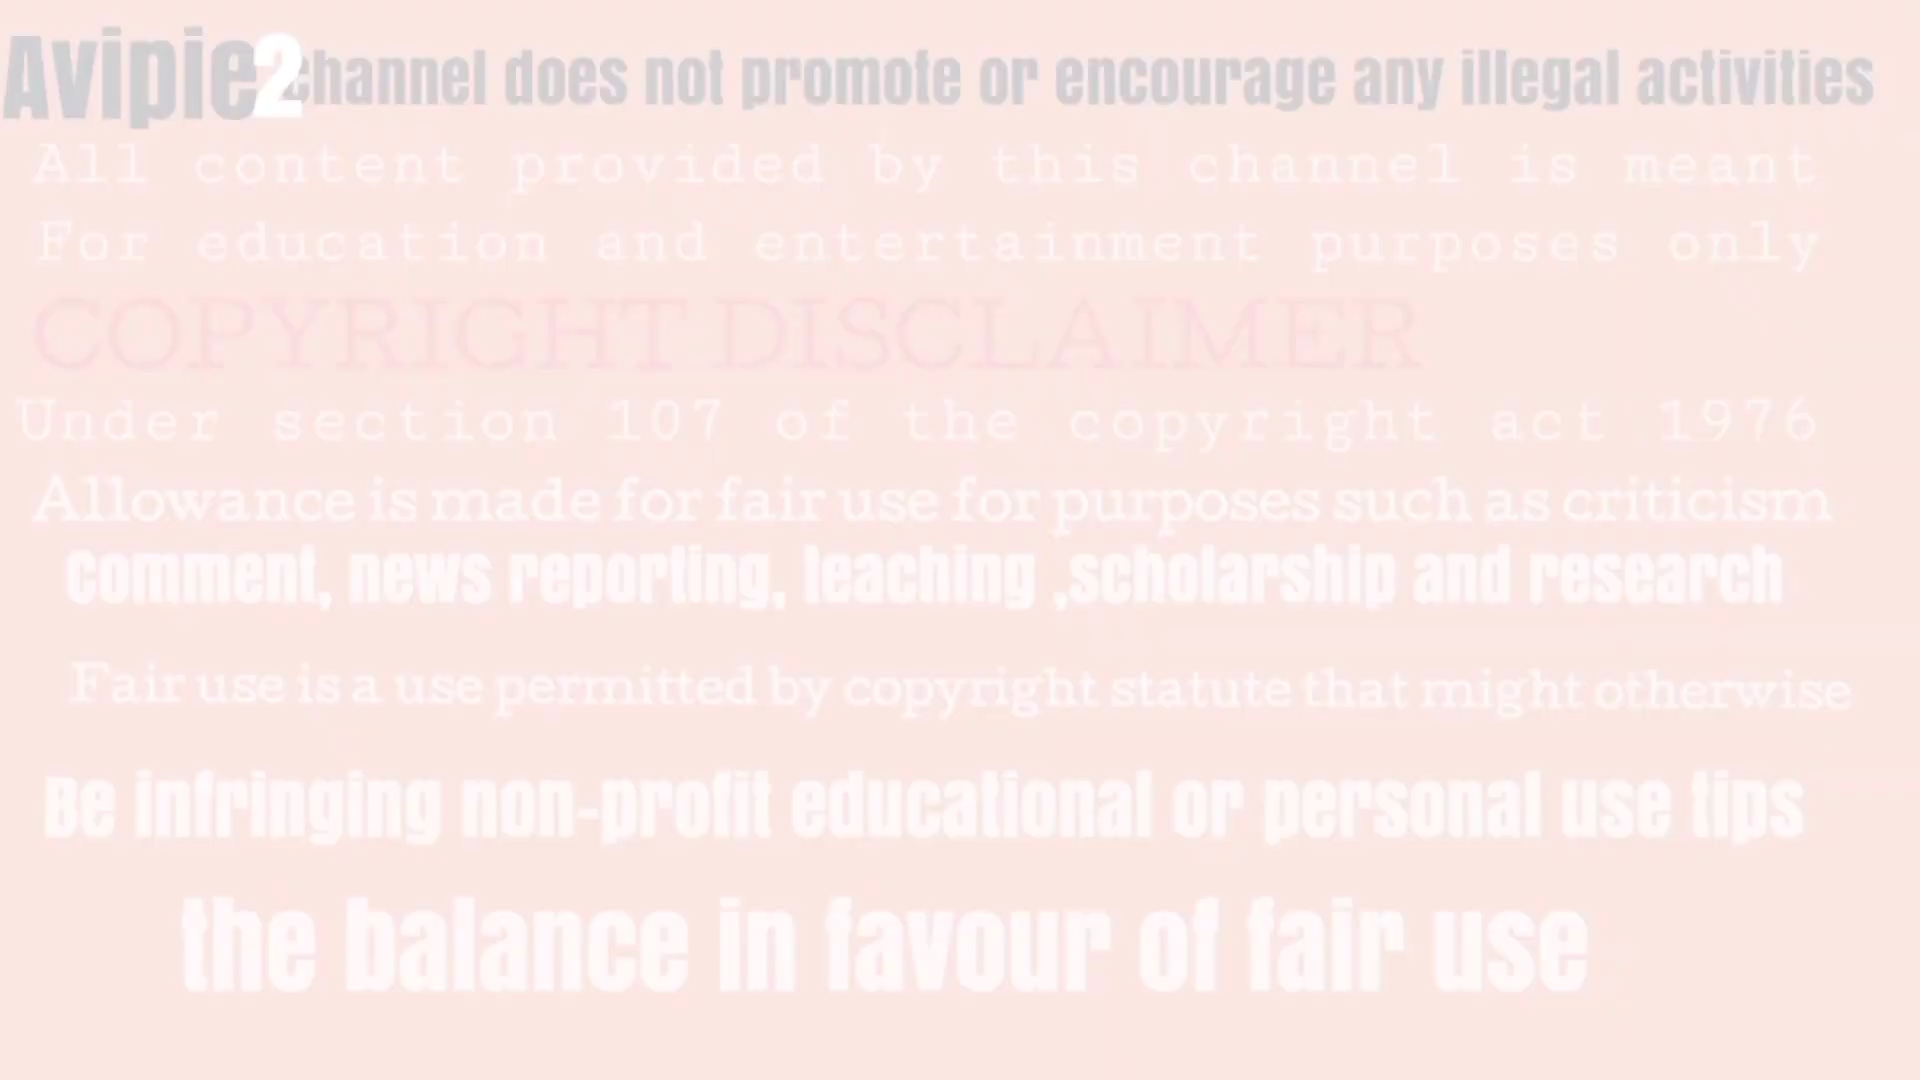 Avipie2 channel does not promote or encourage any illegal activities
All content provided by this channel is meant
For education and entertainment purposes only
COPYRIGHT DISCLAIMER
Under section 107 of the copyright act 1976
Allowance is made for fair use for purposes such as criticism
Comment, news reporting, teaching ,scholarship and research
Fair use is a use permitted by copyright statute that might otherwise
Be infringing non-profit educational or personal use tips
the balance in favour of fair use